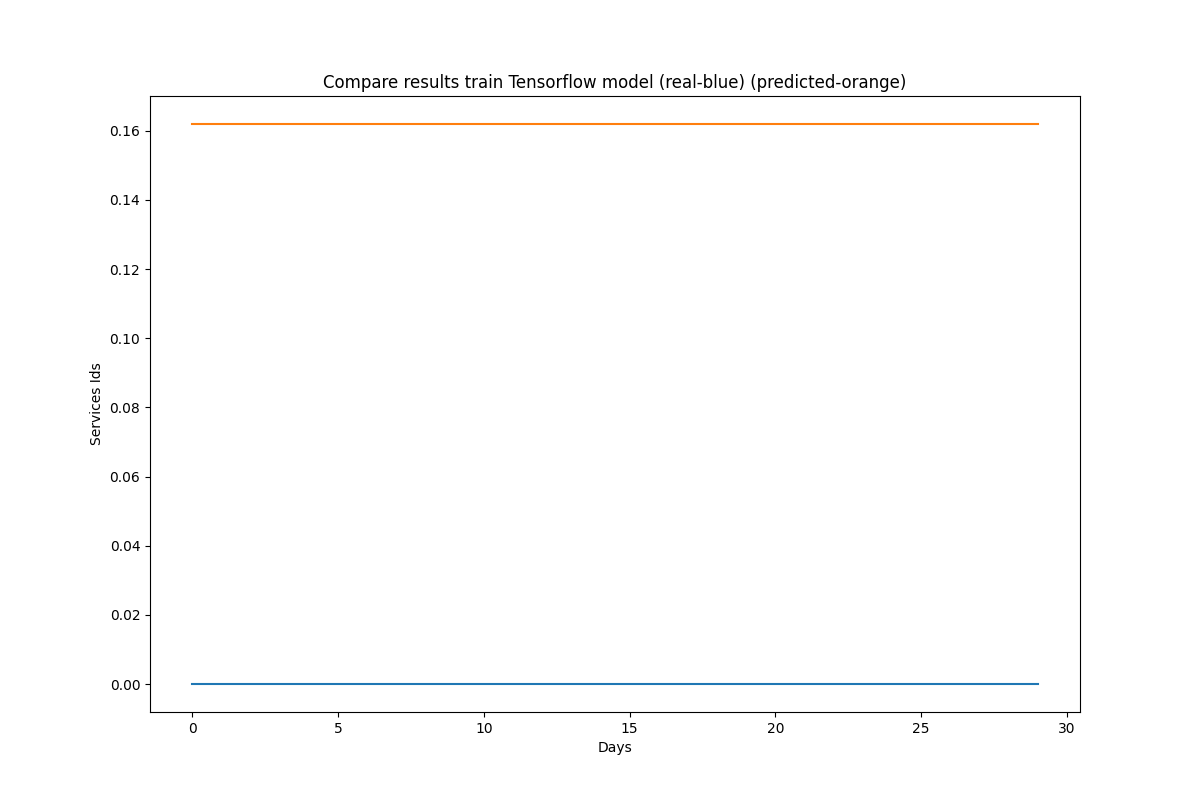 Compare results train Tensorflow model (real-blue) (predicted-orange)
0.16
0.14
0.12
0.10
0.08
0.06
0.04
0.02
0.00
Services Ids
0 5 10 15 20 25 30
Days